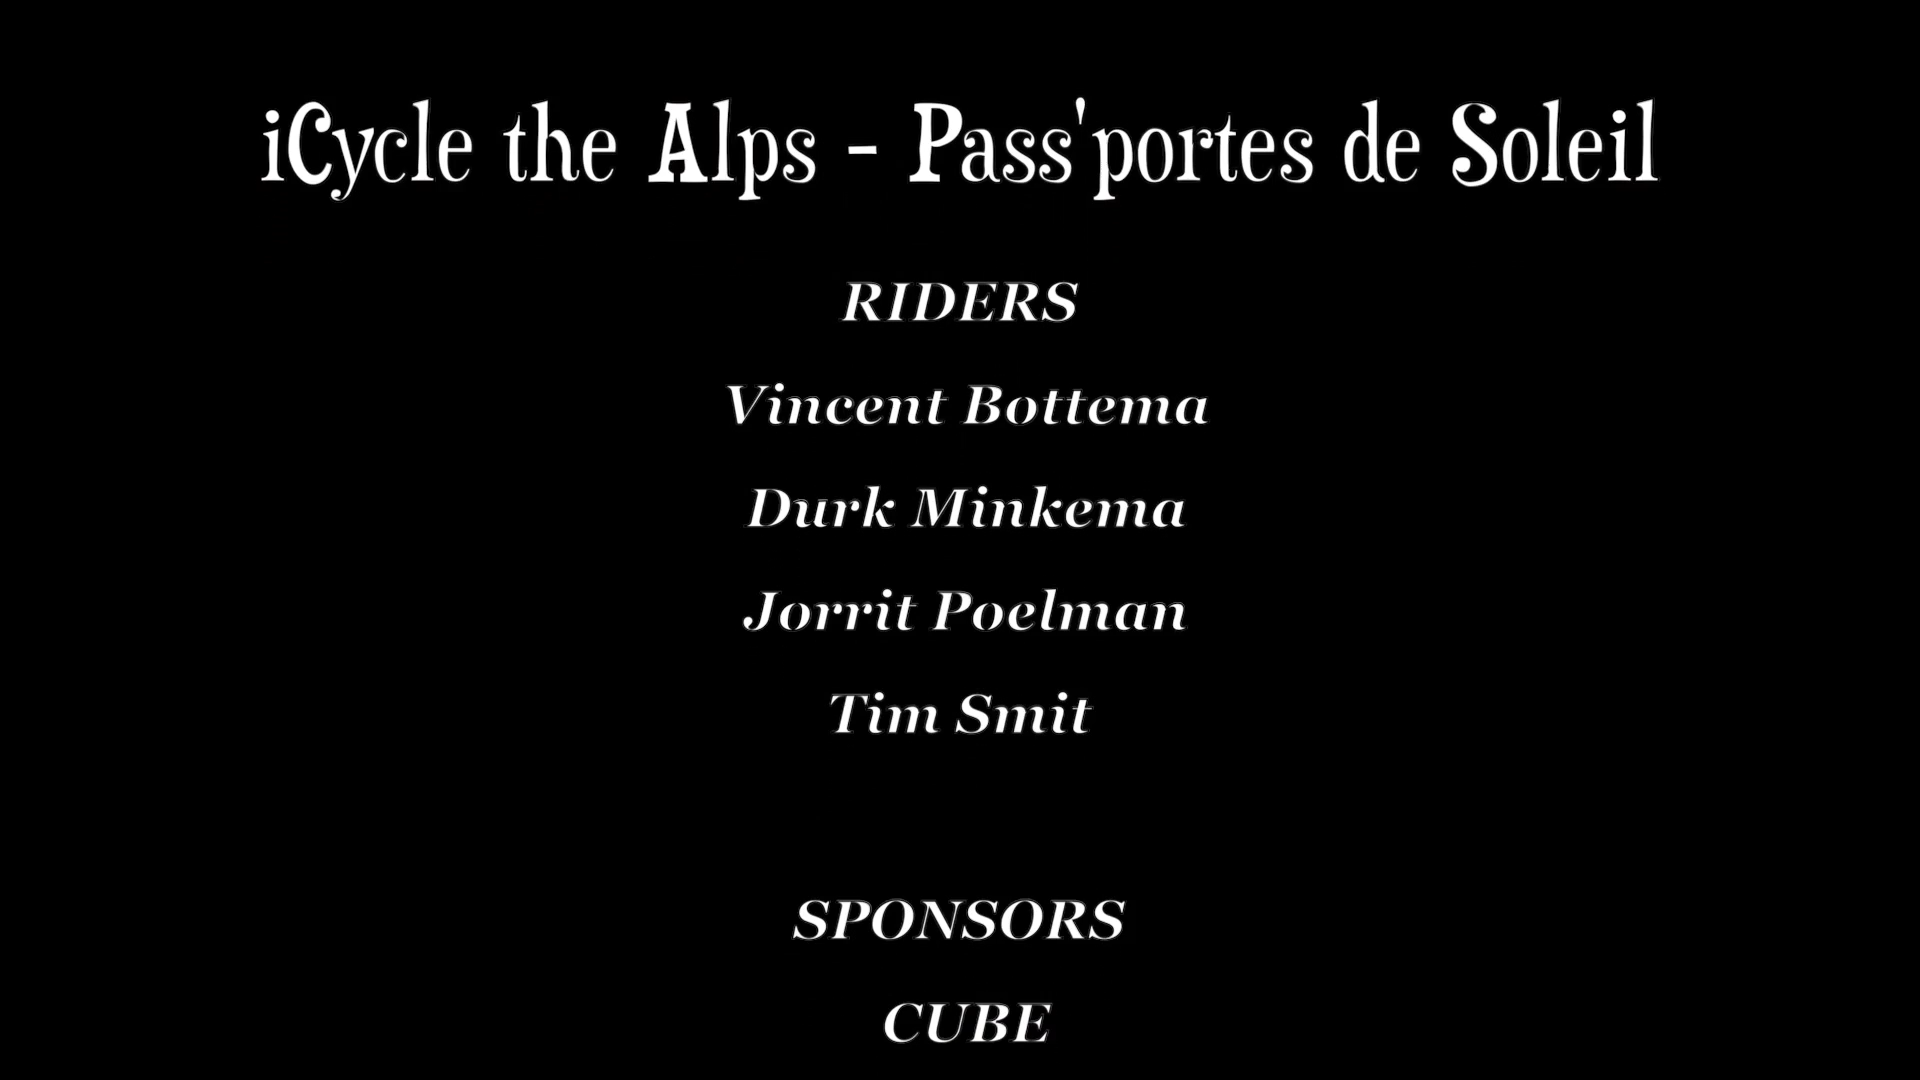 iCycle the Alps - Pass'portes de Soleil
RIDERS
Vincent Bottema
Durk Minkema
Jorrit Poelman
Tim Smit
SPONSORS
CUBE